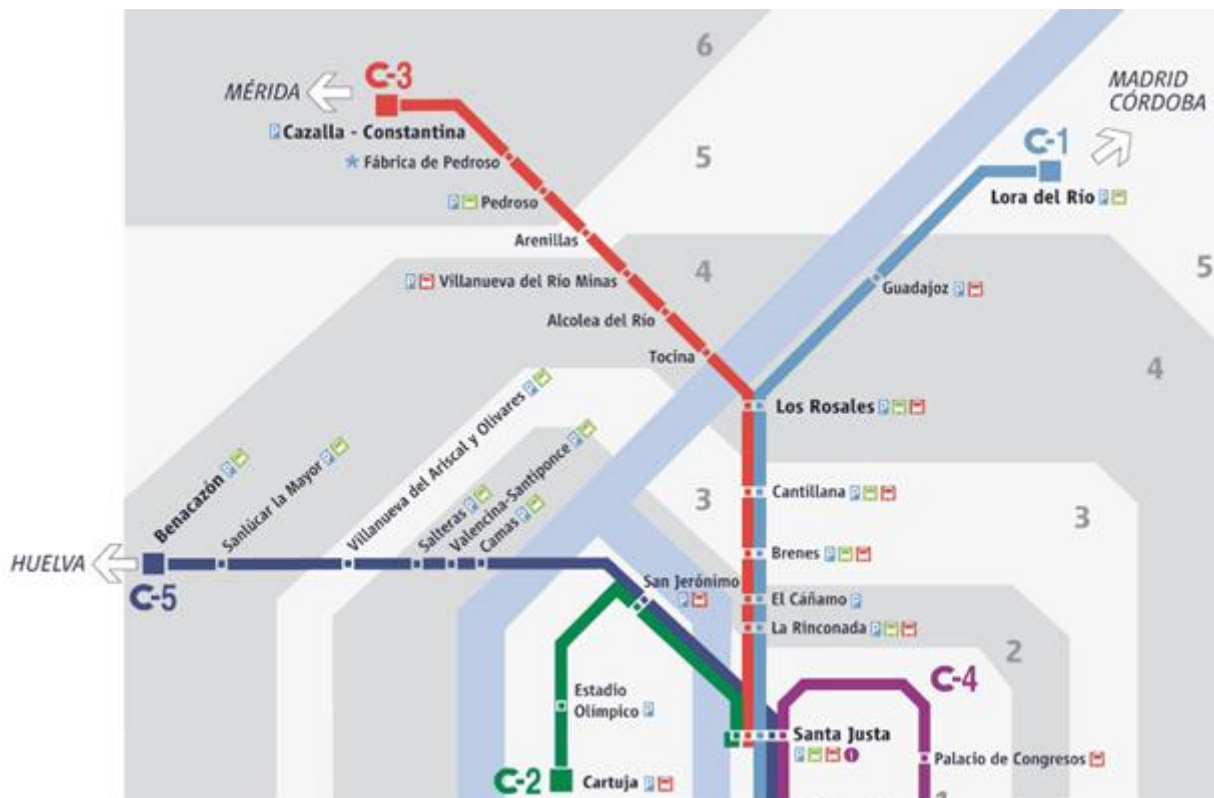 6
C-3
MÉRIDA
MADRID
CÓRDOBA
Cazalla - Constantina
C-1
Fábrica de Pedroso
5
Lora del Río
Pedroso
Arenillas
4
5
Villanueva del Río Minas
Guadajoz
Alcolea del Río
Tocina
4
Los Rosales
Villanueva del Ariscal y Olivares
Valencina-Santiponce
Benacazón
Sanlúcar la Mayor
Salteras
Camas
3
Cantillana
3
HUELVA
Brenes
C-5
San Jerónimo
El Cáñamo
La Rinconada
2
C-4
Estadio
Olímpico
Santa Justa
Palacio de Congresos
C-2
Cartuja